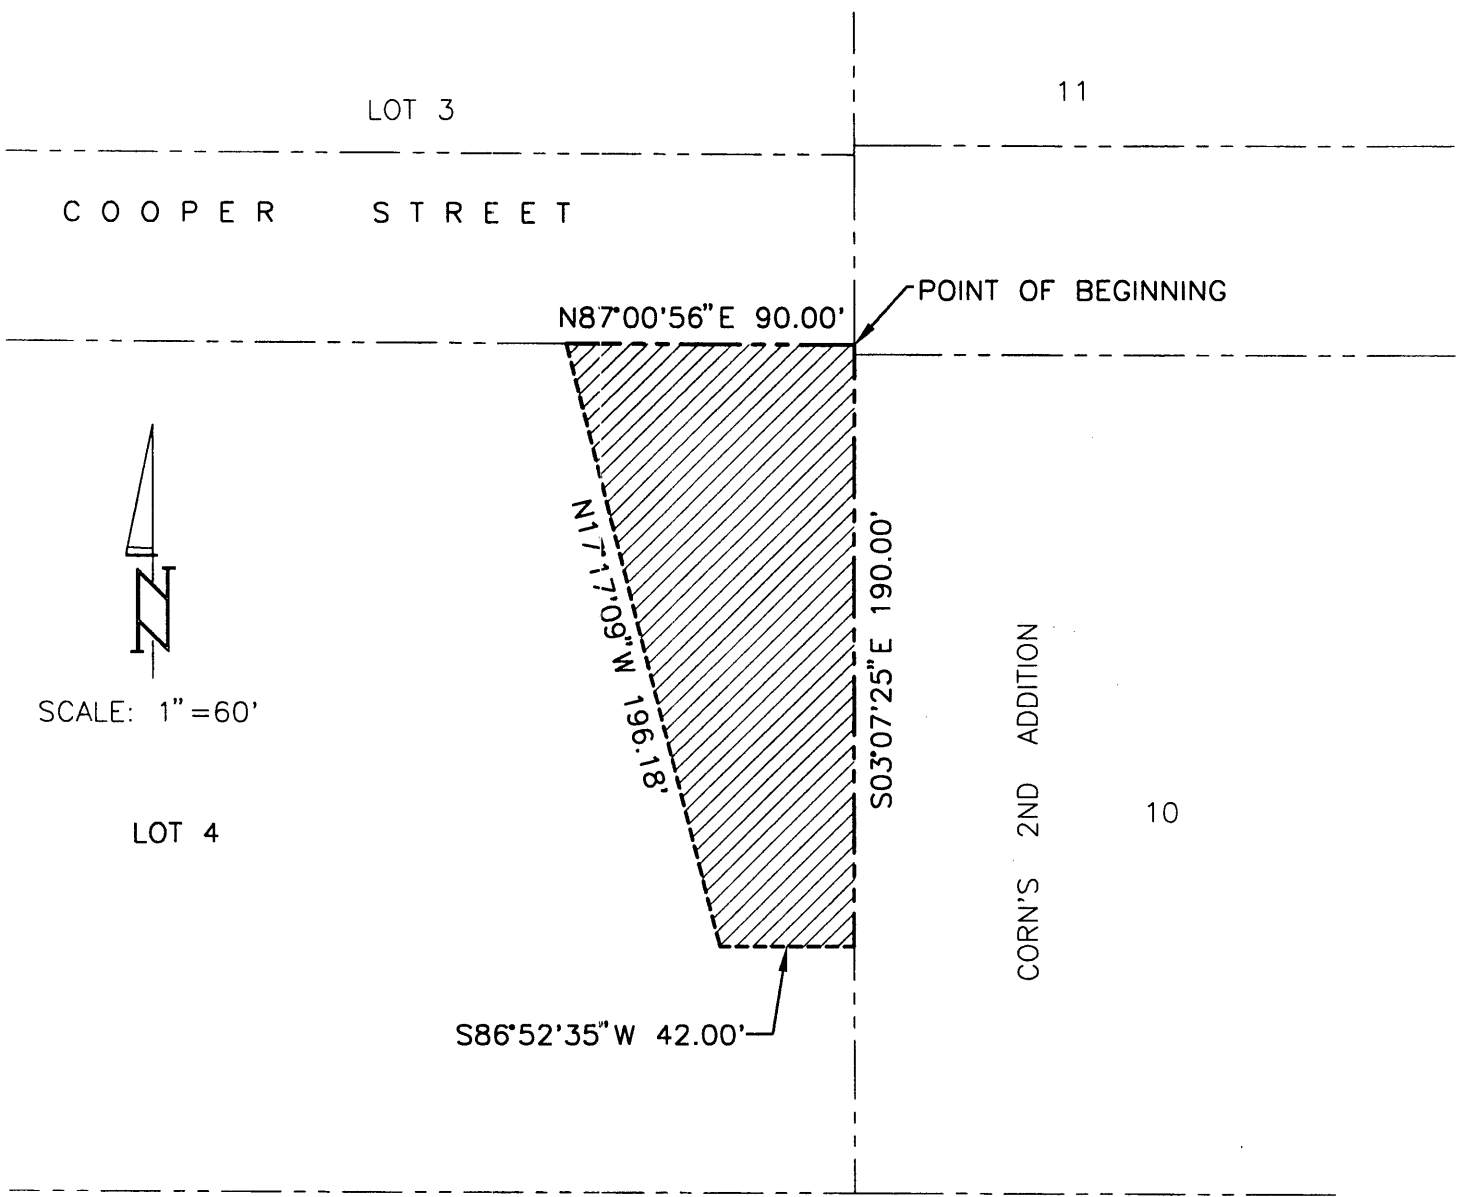 LOT 3
11
COOPER STREET
POINT OF BEGINNING
N87°00'56"E 90.00'
N17°17'09"W 196.18'
S03°07'25"E 190.00'
N
SCALE: 1"=60'
CORN'S 2ND ADDITION
10
LOT 4
S86°52'35"W 42.00'